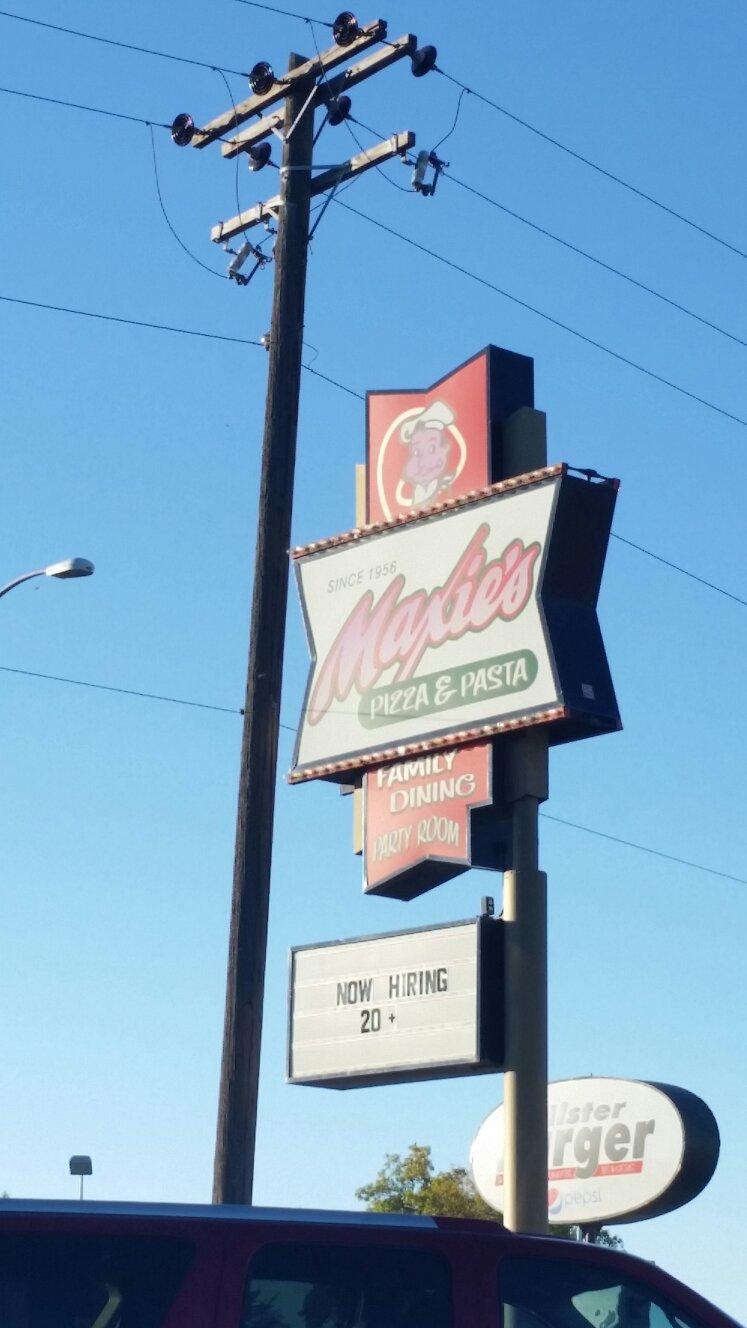 SINCE 1956
Maxie's
PIZZA & PASTA
FAMILY
DINING
PARTY ROOM
NOW HIRING
20 +
pepsi